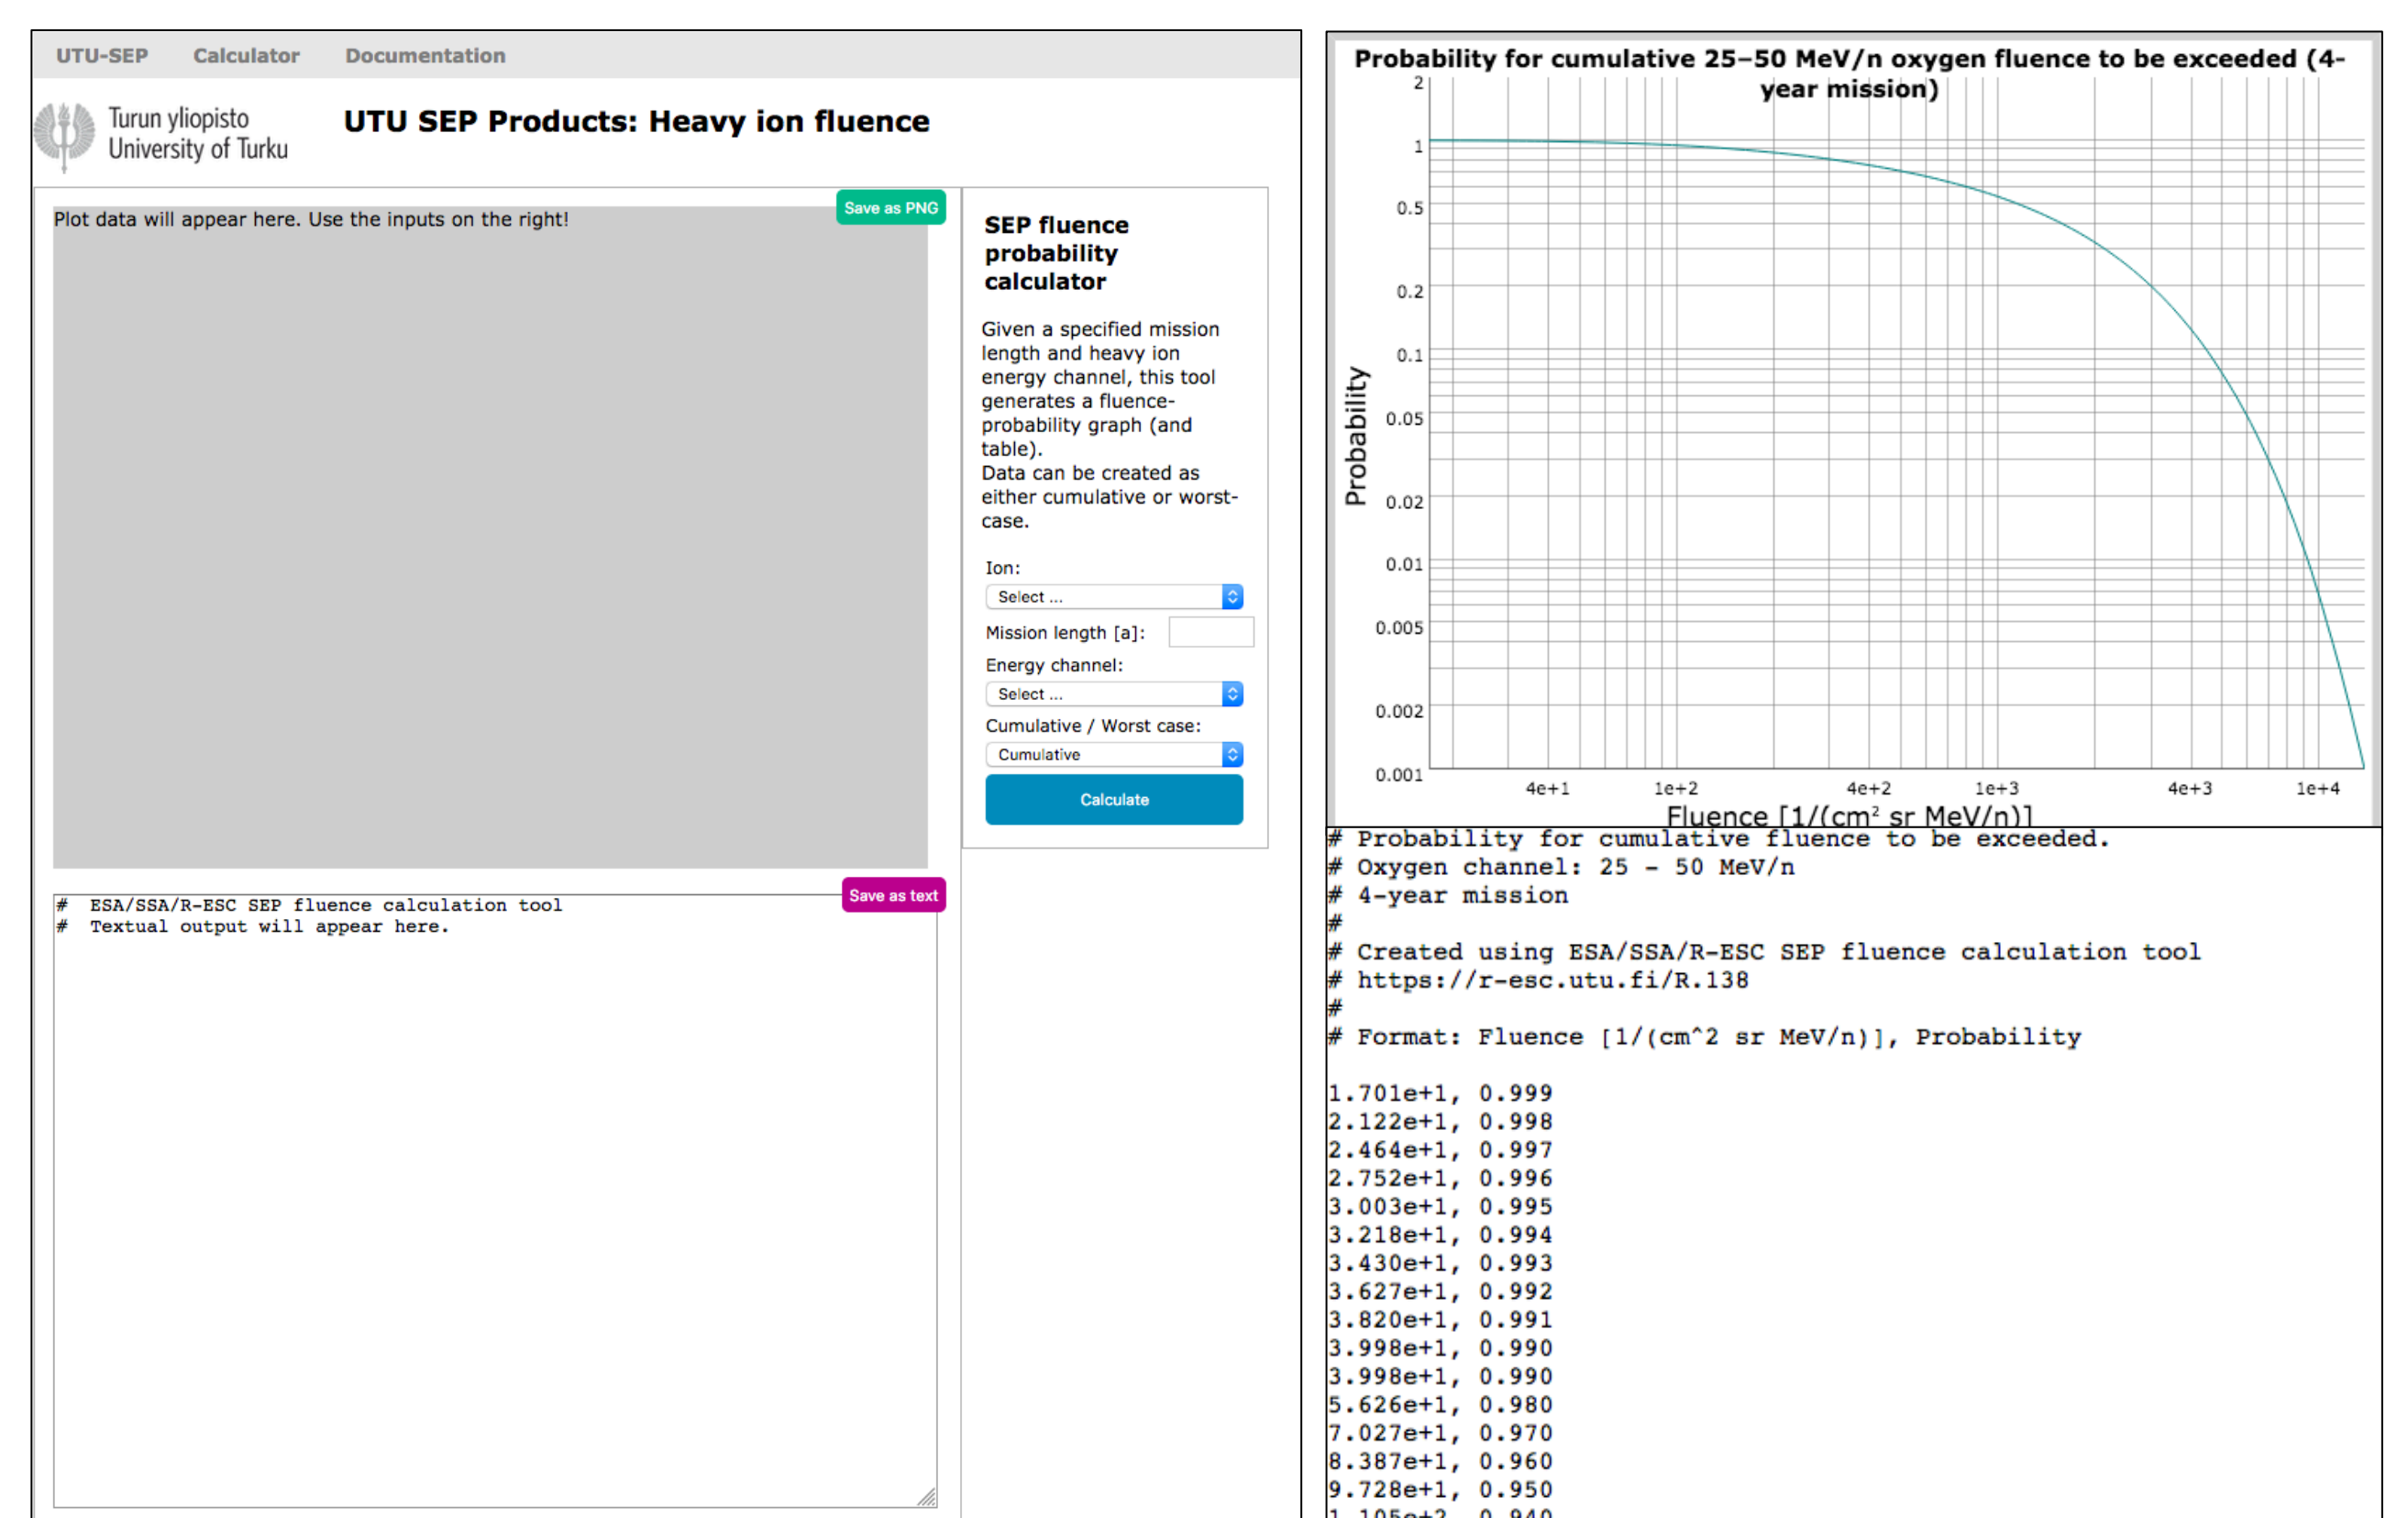 UTU-SEP Calculator Documentation
Turun yliopisto
University of Turku
UTU SEP Products: Heavy ion fluence
Save as PNG
Plot data will appear here. Use the inputs on the right!
SEP fluence
probability
calculator
Given a specified mission
length and heavy ion
energy channel, this tool
generates a fluence-
probability graph (and
table).
Data can be created as
either cumulative or worst-
case.
Ion:
Select ...
Mission length [a]:
Energy channel:
Select ...
Cumulative / Worst case:
Cumulative
Calculate
Save as text
# ESA/SSA/R-ESC SEP fluence calculation tool
# Textual output will appear here.
Probability for cumulative 25–50 MeV/n oxygen fluence to be exceeded (4-
year mission)
2
1
0.5
0.2
0.1
0.05
0.02
0.01
0.005
0.002
0.001
Probability
4e+1 1e+2 4e+2 1e+3 4e+3 1e+4
Fluence [1/(cm² sr MeV/n)]
# Probability for cumulative fluence to be exceeded.
# Oxygen channel: 25 - 50 MeV/n
# 4-year mission
#
# Created using ESA/SSA/R-ESC SEP fluence calculation tool
# https://r-esc.utu.fi/R.138
#
# Format: Fluence [1/(cm^2 sr MeV/n)], Probability
1.701e+1, 0.999
2.122e+1, 0.998
2.464e+1, 0.997
2.752e+1, 0.996
3.003e+1, 0.995
3.218e+1, 0.994
3.430e+1, 0.993
3.627e+1, 0.992
3.820e+1, 0.991
3.998e+1, 0.990
3.998e+1, 0.990
5.626e+1, 0.980
7.027e+1, 0.970
8.387e+1, 0.960
9.728e+1, 0.950
1.105e+2, 0.940